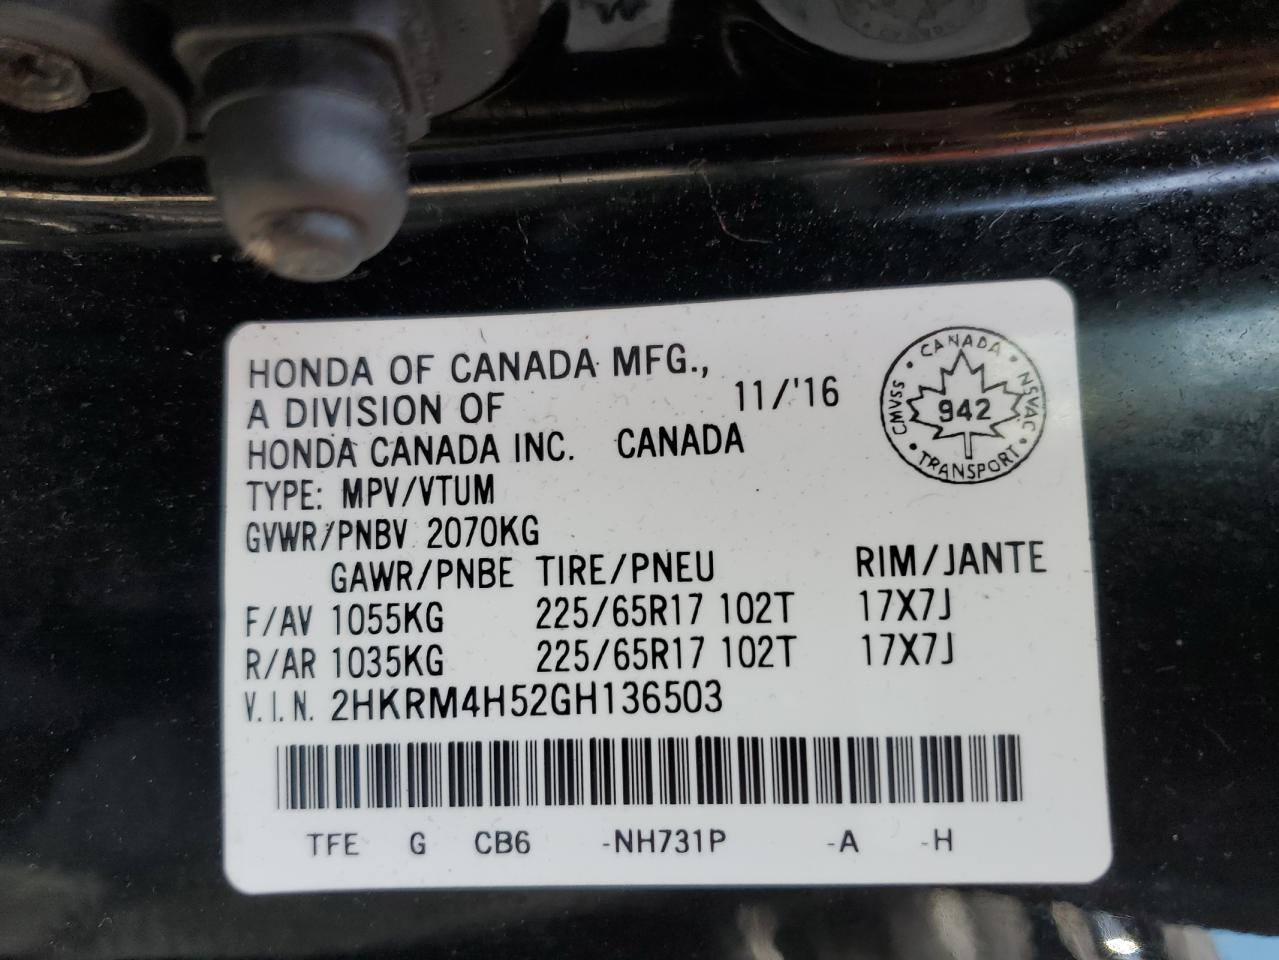 HONDA OF CANADA MFG.,
A DIVISION OF 11/'16
HONDA CANADA INC. CANADA
CANADA • NSVAC • TRANSPORT • CMVSS •
942
TYPE: MPV/VTUM
GVWR/PNBV 2070KG
GAWR/PNBE TIRE/PNEU RIM/JANTE
F/AV 1055KG 225/65R17 102T 17X7J
R/AR 1035KG 225/65R17 102T 17X7J
V.I.N. 2HKRM4H52GH136503
TFE G CB6 -NH731P -A -H